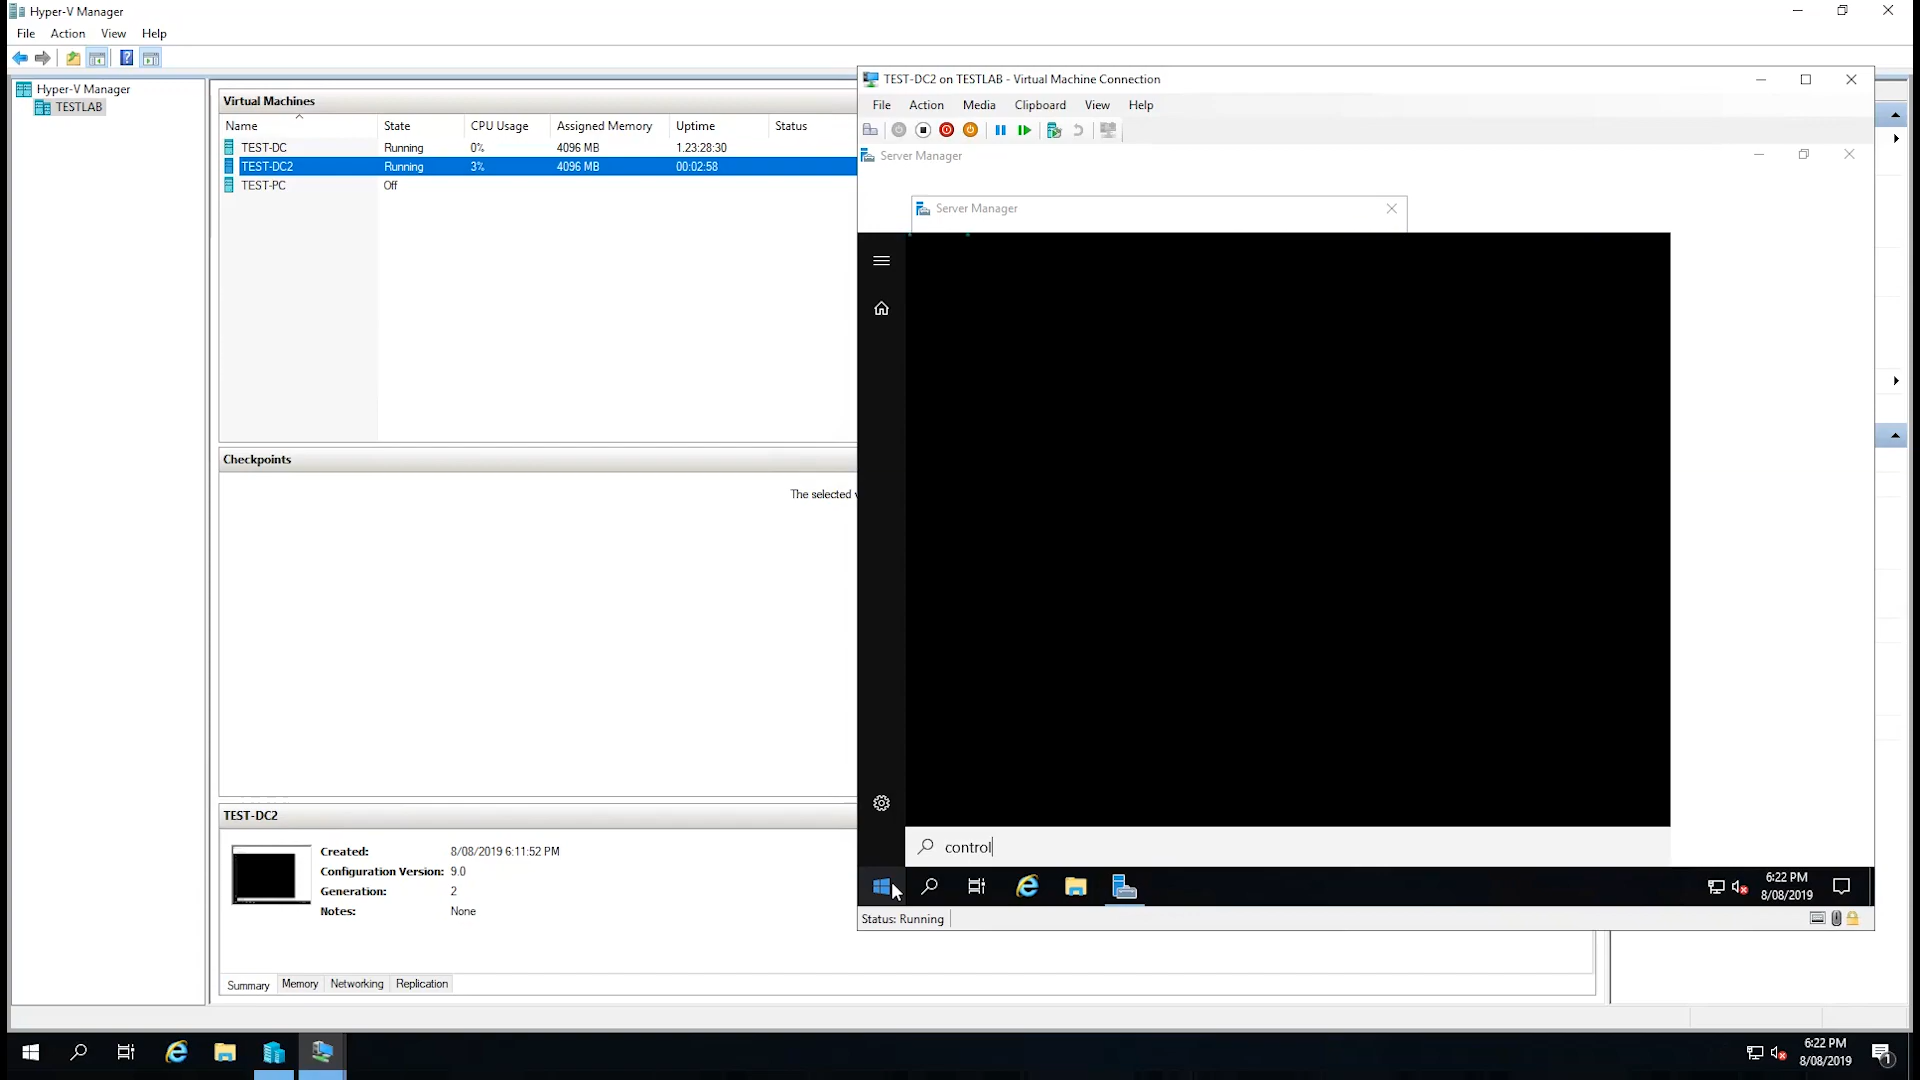 Hyper-V Manager
File Action View Help
Hyper-V Manager
TESTLAB
Virtual Machines
Name State CPU Usage Assigned Memory Uptime Status
TEST-DC Running 0% 4096 MB 1.23:28:30
TEST-DC2 Running 3% 4096 MB 00:02:58
TEST-PC Off
Checkpoints
The selected
TEST-DC2
Created: 8/08/2019 6:11:52 PM
Configuration Version: 9.0
Generation: 2
Notes: None
Summary Memory Networking Replication
TEST-DC2 on TESTLAB - Virtual Machine Connection
File Action Media Clipboard View Help
Server Manager
Server Manager
control
6:22 PM
8/08/2019
Status: Running
6:22 PM
8/08/2019
1